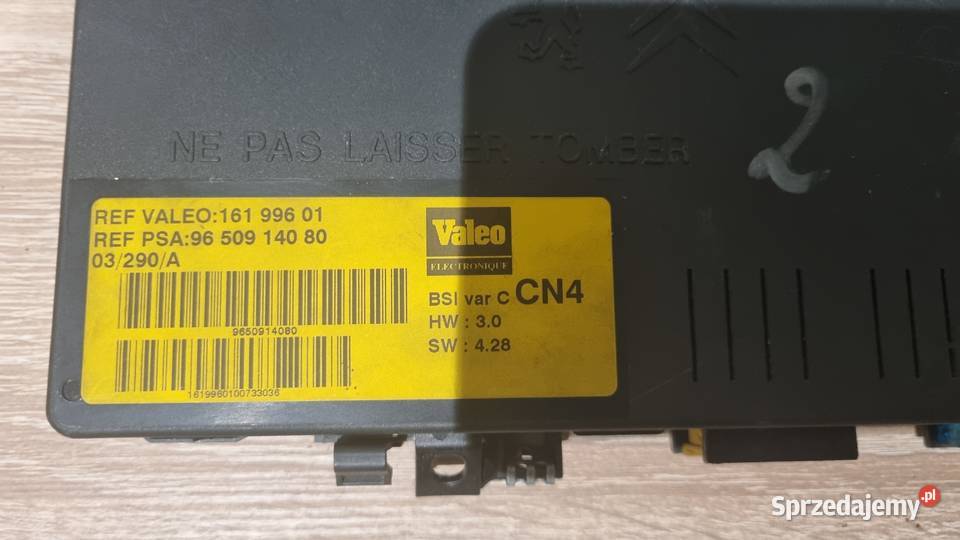 2
NE PAS LAISSER TOMBER
REF VALEO:161 996 01
REF PSA:96 509 140 80
03/290/A
9650914080
1619960100733036
Valeo
ELECTRONIQUE
BSI var C CN4
HW : 3.0
SW : 4.28
Sprzedajemy.pl